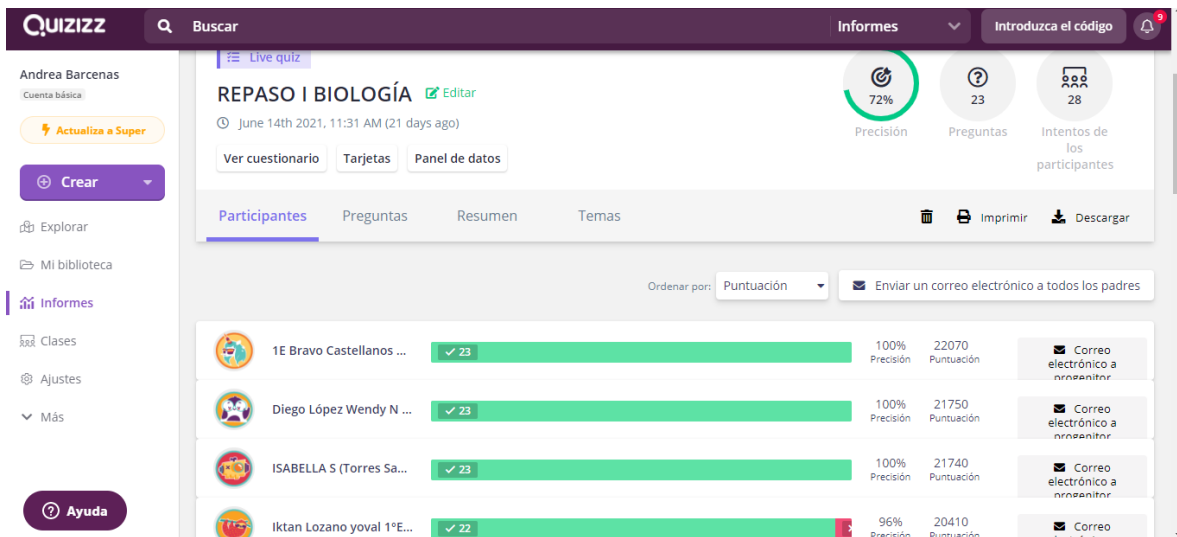 QUIZIZZ
Buscar
Informes
Introduzca el código
9
Andrea Barcenas
Cuenta básica
Actualiza a Super
Crear
Explorar
Mi biblioteca
Informes
Clases
Ajustes
Más
Ayuda
Live quiz
REPASO I BIOLOGÍA Editar
June 14th 2021, 11:31 AM (21 days ago)
Ver cuestionario Tarjetas Panel de datos
72%
Precisión
23
Preguntas
28
Intentos de
los
participantes
Participantes Preguntas Resumen Temas
Imprimir Descargar
Ordenar por: Puntuación
Enviar un correo electrónico a todos los padres
1E Bravo Castellanos ... 23 100% 22070
Precisión Puntuación
Correo
electrónico a
progenitor
Diego López Wendy N ... 23 100% 21750
Precisión Puntuación
Correo
electrónico a
progenitor
ISABELLA S (Torres Sa... 23 100% 21740
Precisión Puntuación
Correo
electrónico a
progenitor
Iktan Lozano yoval 1ºE... 22 96% 20410
Precisión Puntuación
Correo